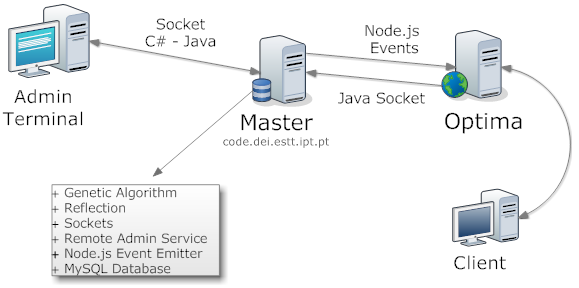 Socket
C# - Java
Node.js
Events
Java Socket
Admin
Terminal
Master
code.dei.estt.ipt.pt
Optima
+ Genetic Algorithm
+ Reflection
+ Sockets
+ Remote Admin Service
+ Node.js Event Emitter
+ MySQL Database
Client